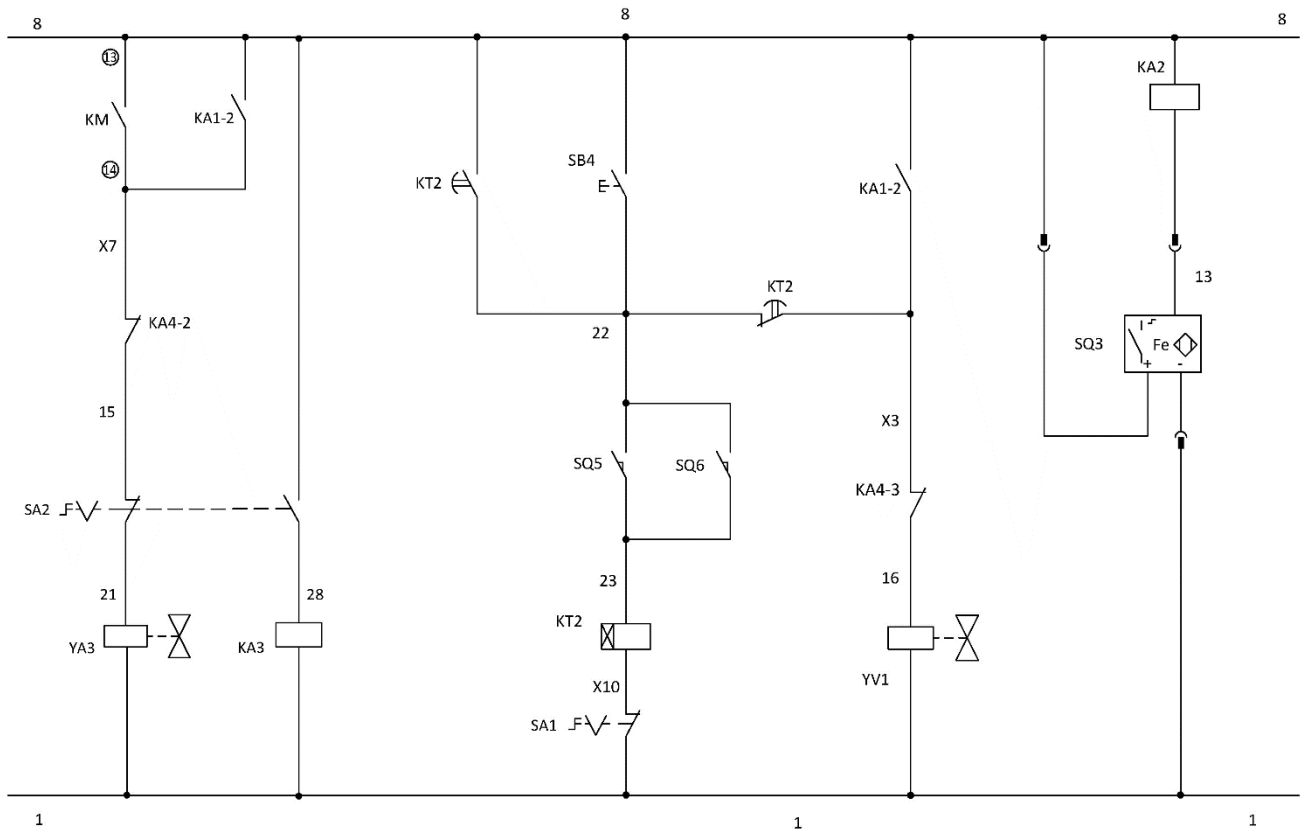 8
8
8
13
KM
KA1-2
14
KT2
SB4
KA1-2
KA2
X7
KT2
13
KA4-2
22
SQ3
Fe
+
-
15
X3
SQ5
SQ6
KA4-3
SA2
21
28
23
16
YA3
KA3
KT2
YV1
X10
SA1
1
1
1